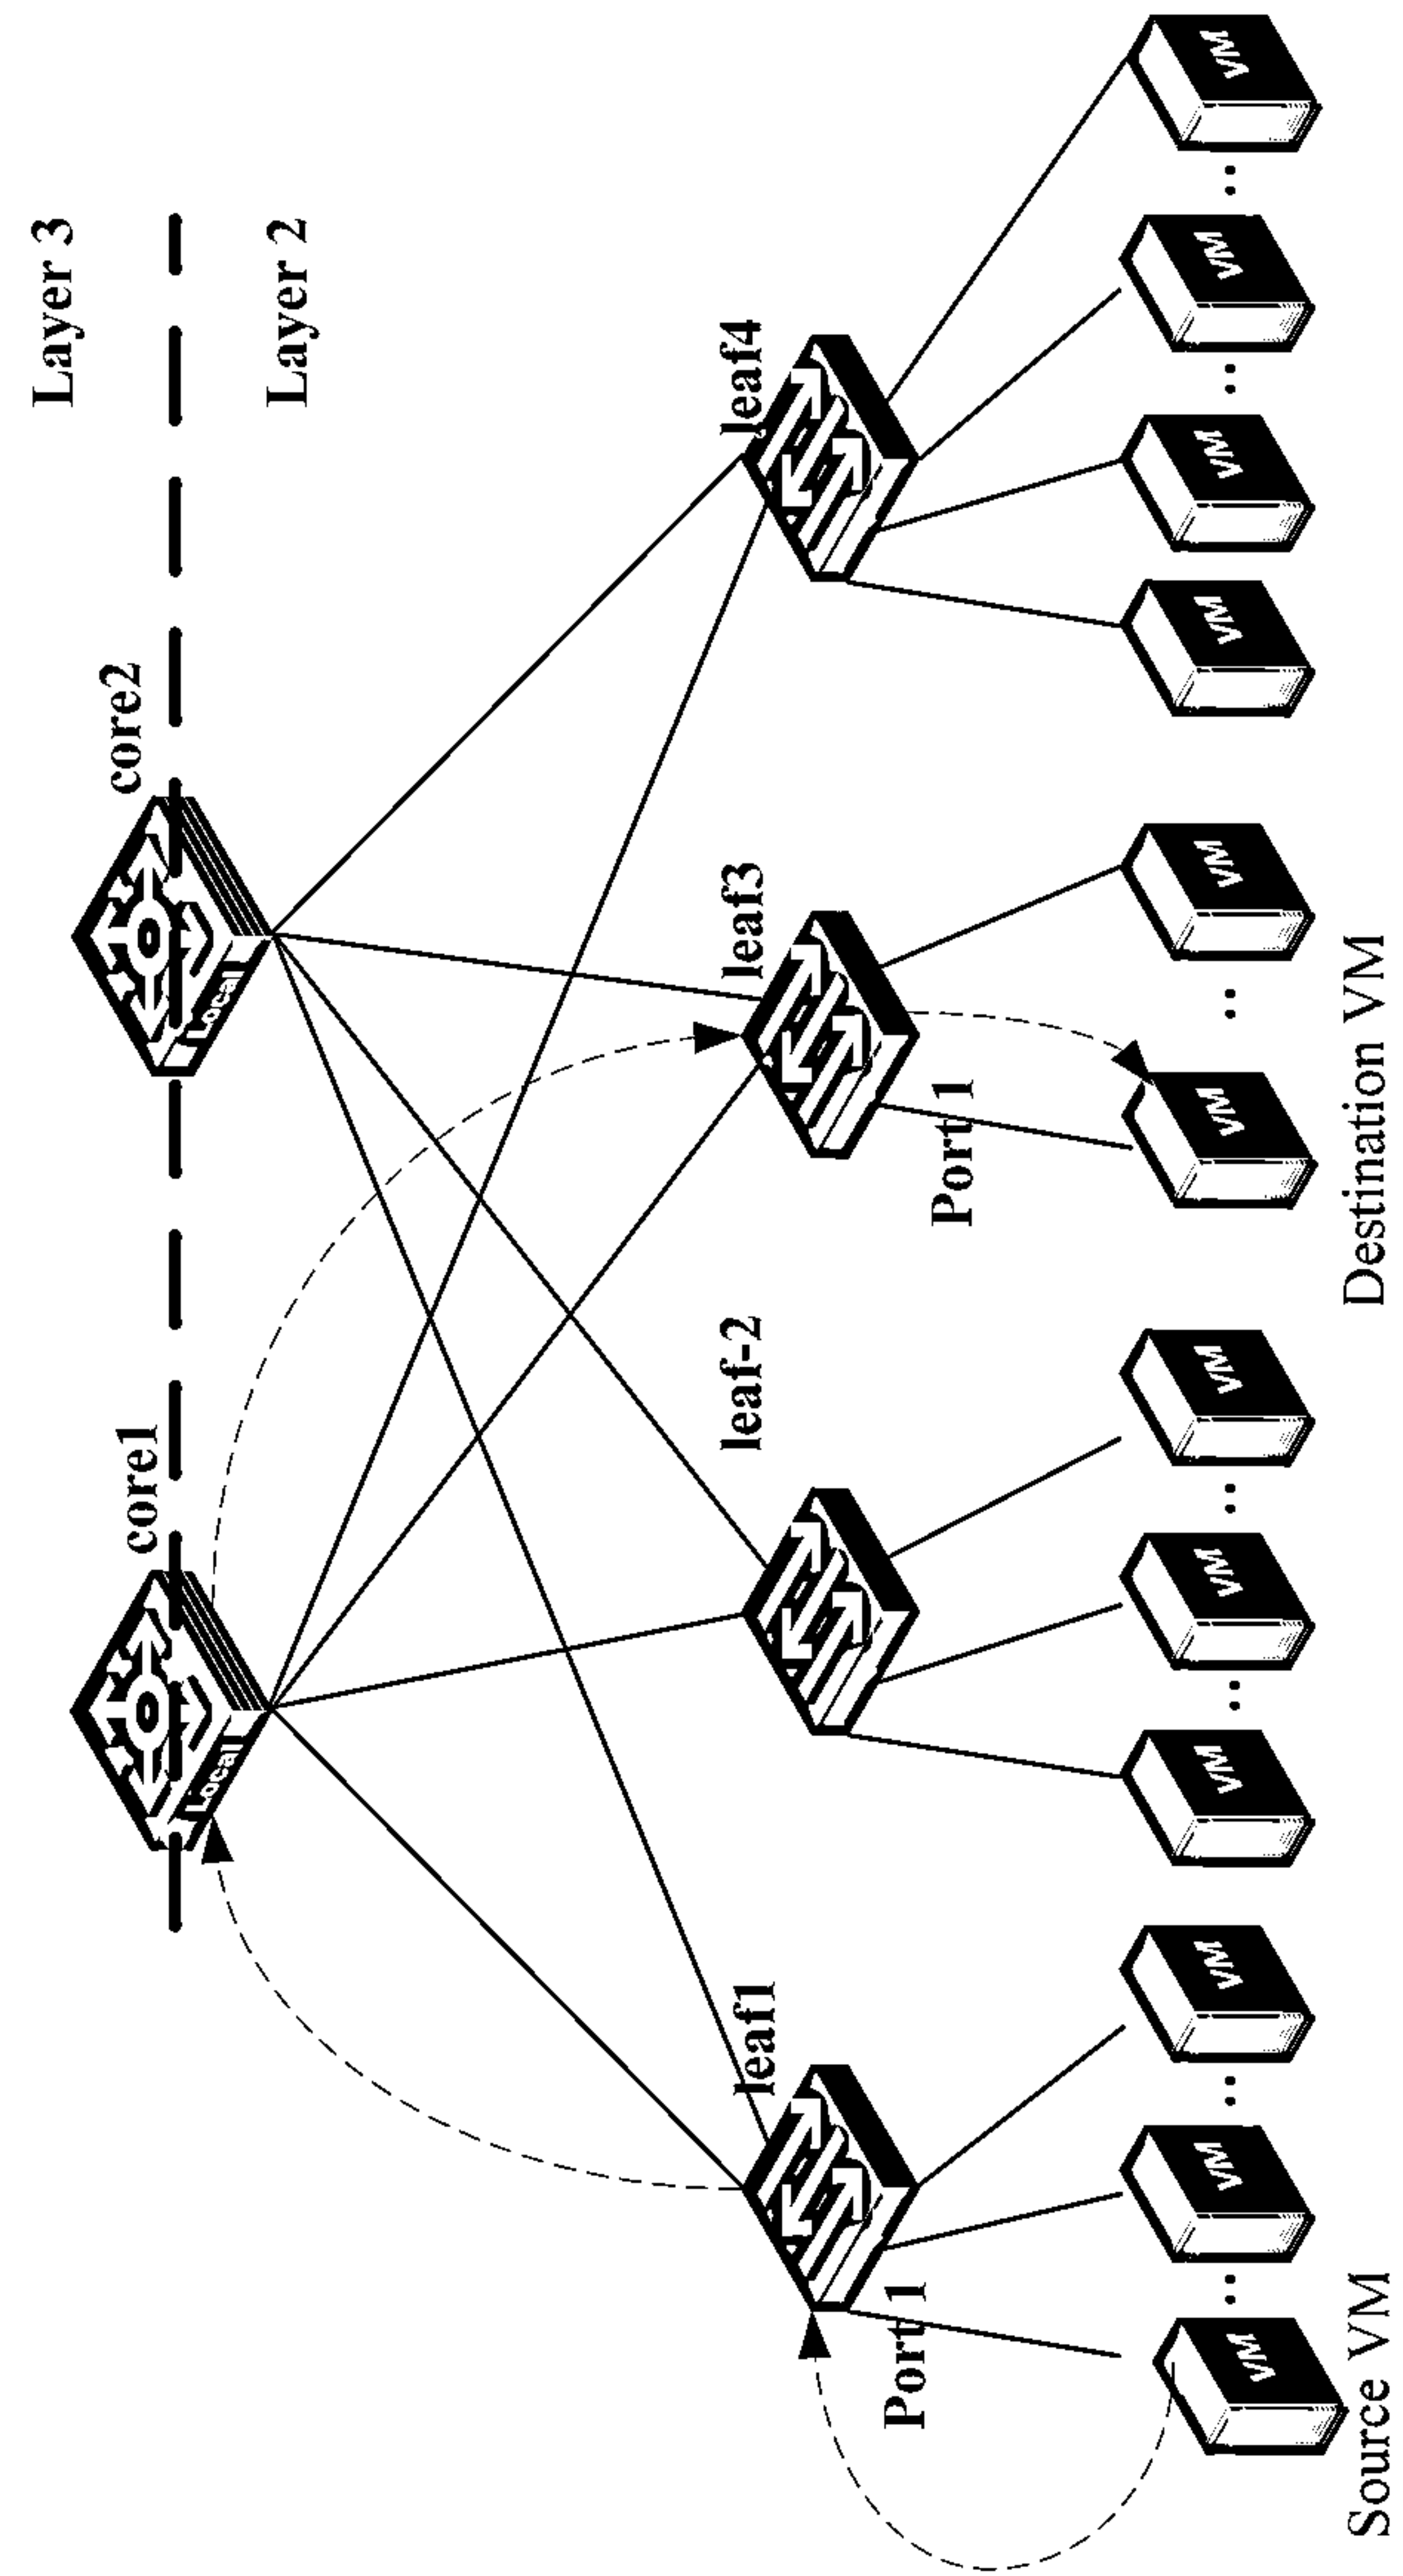 Layer 3
Layer 2
core1
core2
Local
Local
leaf1
leaf-2
leaf3
leaf4
Port 1
Port 1
VM
VM
VM
VM
VM
VM
VM
VM
VM
VM
VM
VM
Source VM
Destination VM